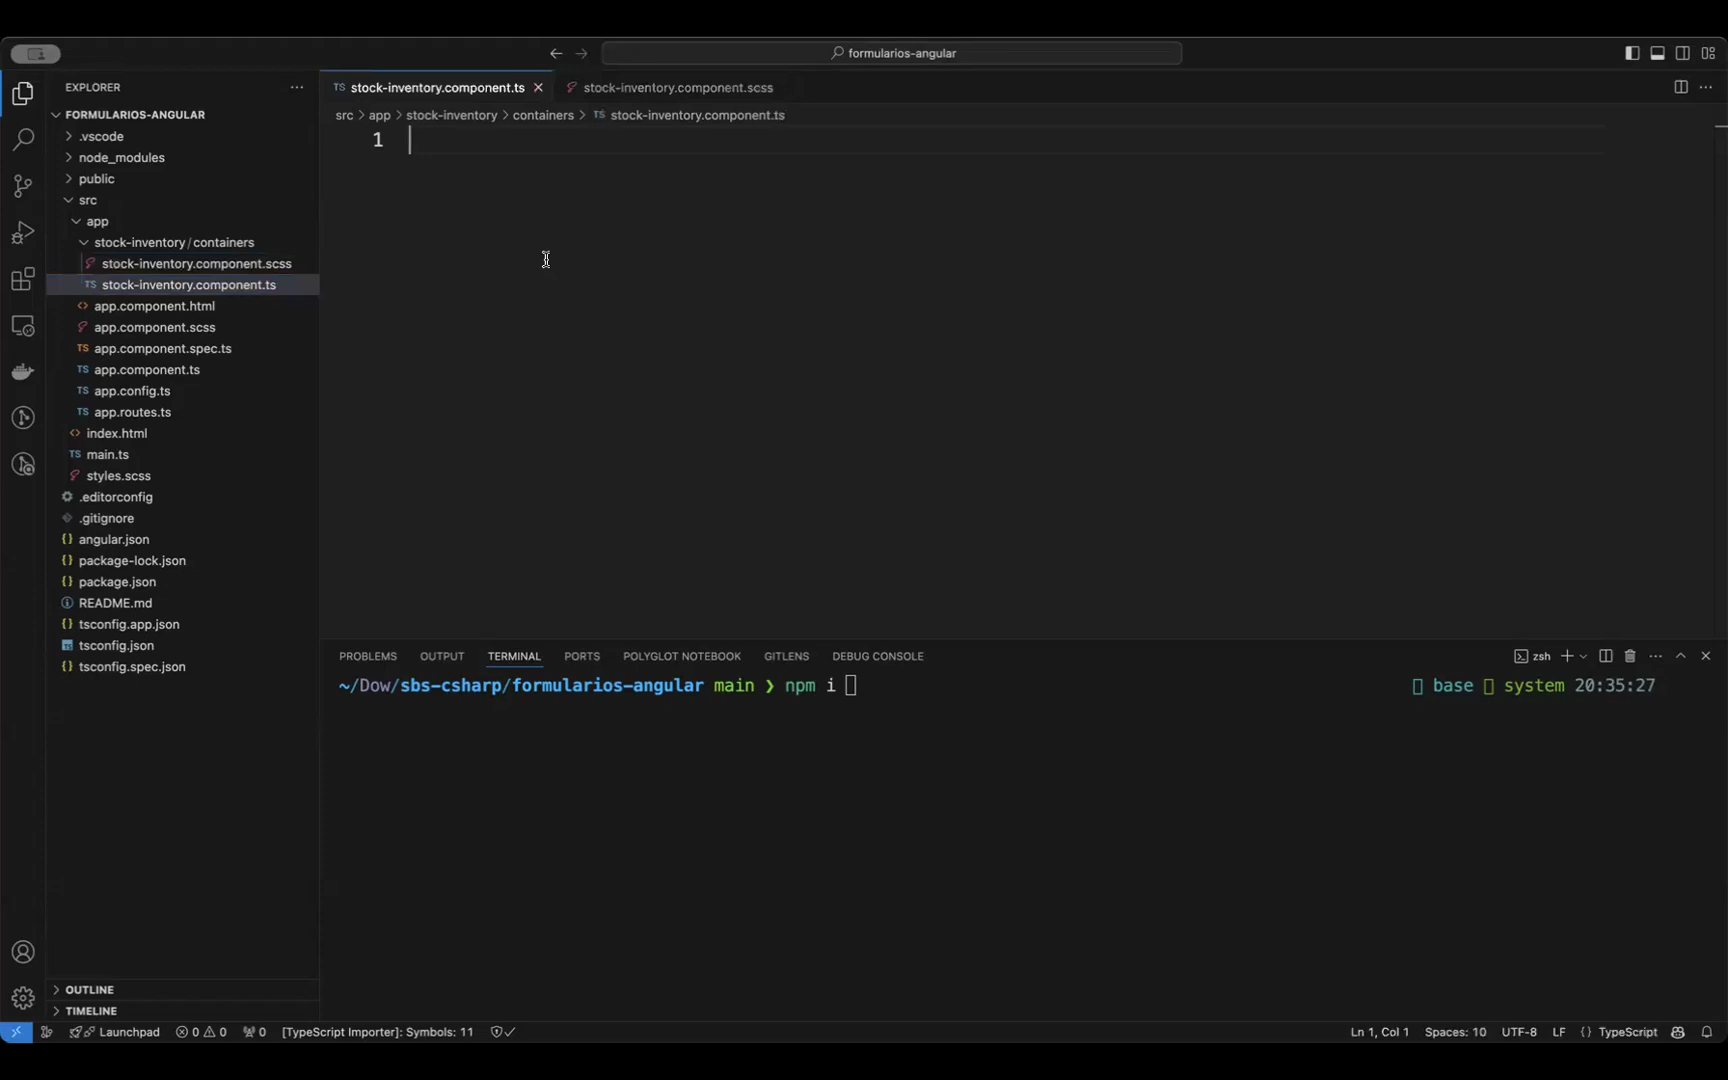 formularios-angular
EXPLORER
FORMULARIOS-ANGULAR
.vscode
node_modules
public
src
app
stock-inventory/containers
stock-inventory.component.scss
stock-inventory.component.ts
app.component.html
app.component.scss
app.component.spec.ts
app.component.ts
app.config.ts
app.routes.ts
index.html
main.ts
styles.scss
.editorconfig
.gitignore
angular.json
package-lock.json
package.json
README.md
tsconfig.app.json
tsconfig.json
tsconfig.spec.json
OUTLINE
TIMELINE
TS stock-inventory.component.ts stock-inventory.component.scss
src > app > stock-inventory > containers > TS stock-inventory.component.ts
1
PROBLEMS OUTPUT TERMINAL PORTS POLYGLOT NOTEBOOK GITLENS DEBUG CONSOLE zsh
~/Dow/sbs-csharp/formularios-angular main ❯ npm i base system 20:35:27
Launchpad 0 0 0 [TypeScript Importer]: Symbols: 11 Ln 1, Col 1 Spaces: 10 UTF-8 LF {} TypeScript